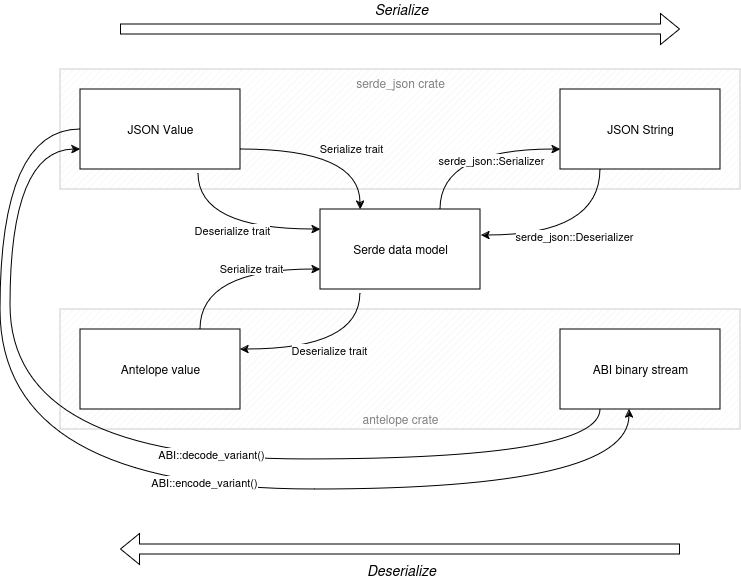 Serialize
serde_json crate
JSON Value
JSON String
Serialize trait
serde_json::Serializer
Deserialize trait
serde_json::Deserializer
Serde data model
Serialize trait
Deserialize trait
Antelope value
ABI binary stream
antelope crate
ABI::decode_variant()
ABI::encode_variant()
Deserialize